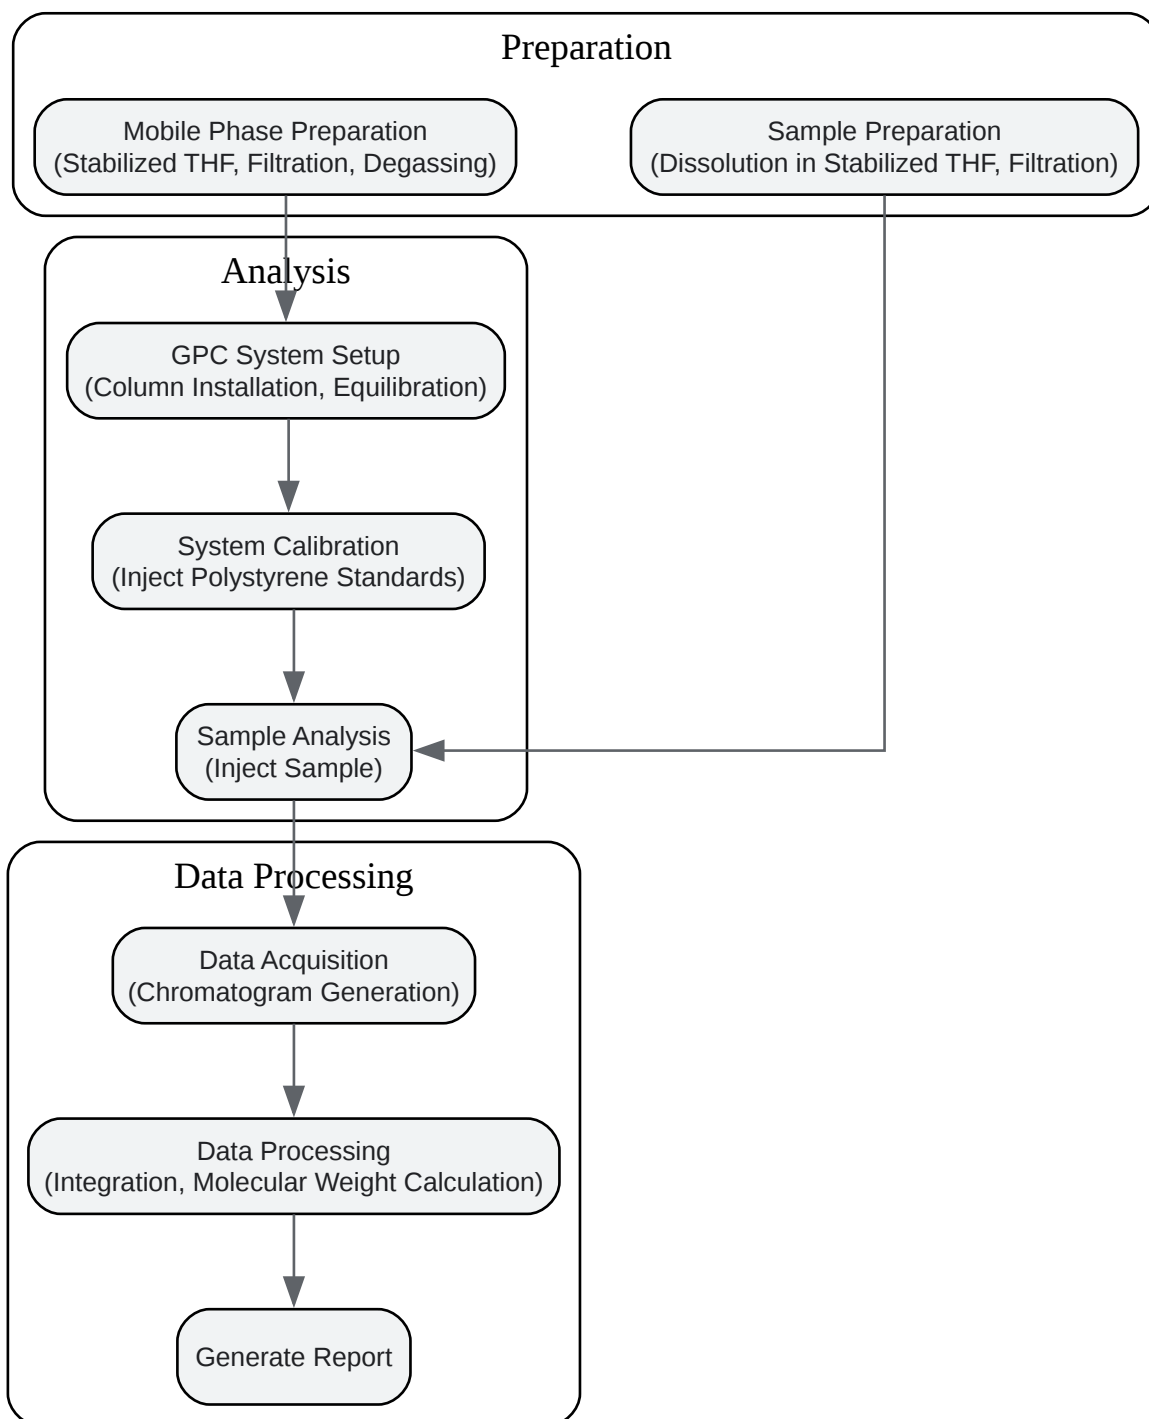 Preparation
Mobile Phase Preparation
(Stabilized THF, Filtration, Degassing)
Sample Preparation
(Dissolution in Stabilized THF, Filtration)
Analysis
GPC System Setup
(Column Installation, Equilibration)
System Calibration
(Inject Polystyrene Standards)
Sample Analysis
(Inject Sample)
Data Processing
Data Acquisition
(Chromatogram Generation)
Data Processing
(Integration, Molecular Weight Calculation)
Generate Report